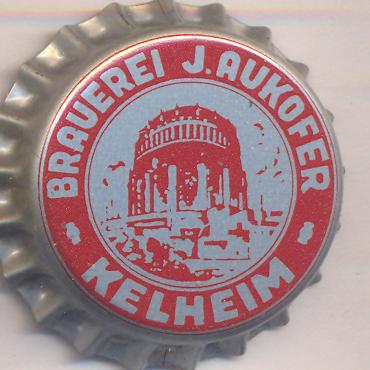 BRAUEREI J. AUKOFER
KELHEIM